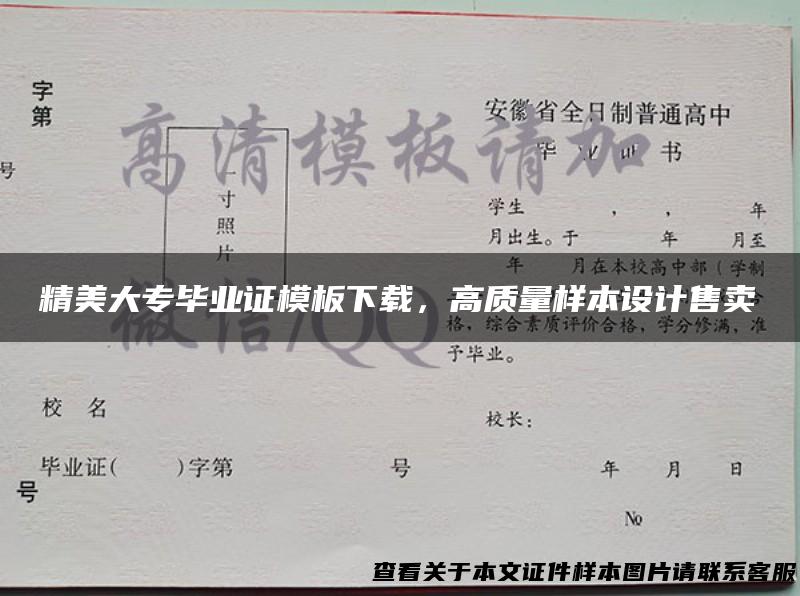 字
第
号
高清模板请加
微信/QQ
一
寸
照
片
安徽省全日制普通高中
毕业证书
学生 , , 年
月出生。于 年 月至
年 月在本校高中部(学制
精美大专毕业证模板下载，高质量样本设计售卖
格，综合素质评价合格，学分修满，准
予毕业。
校 名
校长：
毕业证( )字第 号
年 月 日
号
№
查看关于本文证件样本图片请联系客服